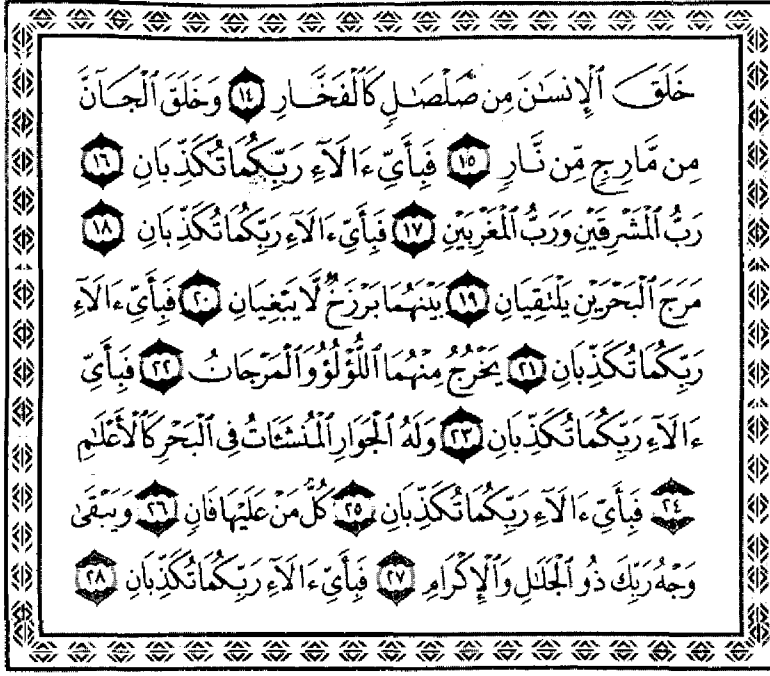 خَلَقَ ٱلْإِنسَٰنَ مِن صَلْصَٰلٍ كَٱلْفَخَّارِ ١٤ وَخَلَقَ ٱلْجَآنَّ
مِن مَّارِجٍ مِّن نَّارٍ ١٥ فَبِأَىِّ ءَالَآءِ رَبِّكُمَا تُكَذِّبَانِ ١٦
رَبُّ ٱلْمَشْرِقَيْنِ وَرَبُّ ٱلْمَغْرِبَيْنِ ١٧ فَبِأَىِّ ءَالَآءِ رَبِّكُمَا تُكَذِّبَانِ ١٨
مَرَجَ ٱلْبَحْرَيْنِ يَلْتَقِيَانِ ١٩ بَيْنَهُمَا بَرْزَخٌ لَّا يَبْغِيَانِ ٢٠ فَبِأَىِّ ءَالَآءِ
رَبِّكُمَا تُكَذِّبَانِ ٢١ يَخْرُجُ مِنْهُمَا ٱللُّؤْلُؤُ وَٱلْمَرْجَانُ ٢٢ فَبِأَىِّ
ءَالَآءِ رَبِّكُمَا تُكَذِّبَانِ ٢٣ وَلَهُ ٱلْجَوَارِ ٱلْمُنشَـَٔاتُ فِى ٱلْبَحْرِ كَٱلْأَعْلَٰمِ
٢٤ فَبِأَىِّ ءَالَآءِ رَبِّكُمَا تُكَذِّبَانِ ٢٥ كُلُّ مَنْ عَلَيْهَا فَانٍ ٢٦ وَيَبْقَىٰ
وَجْهُ رَبِّكَ ذُو ٱلْجَلَٰلِ وَٱلْإِكْرَامِ ٢٧ فَبِأَىِّ ءَالَآءِ رَبِّكُمَا تُكَذِّبَانِ ٢٨